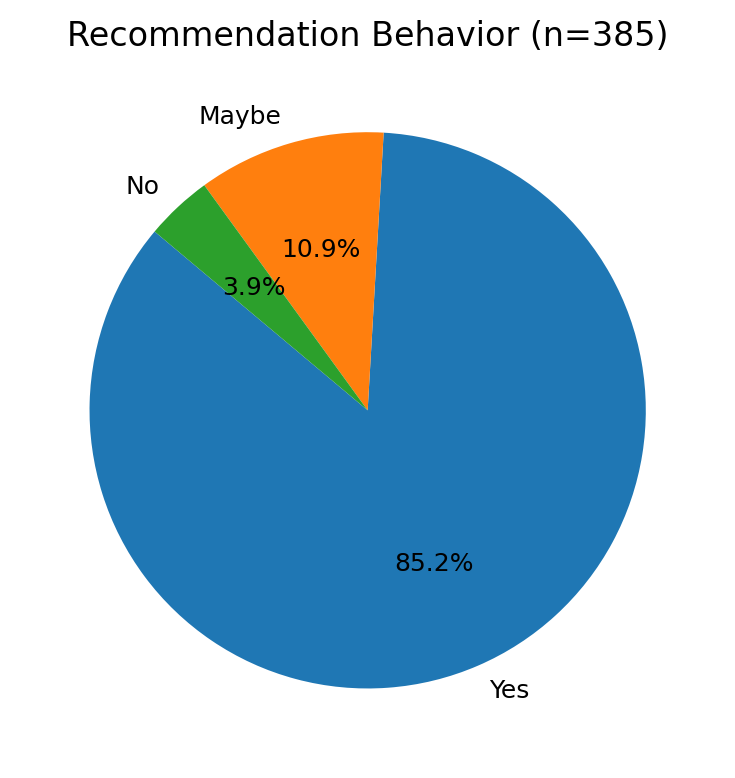 Recommendation Behavior (n=385)
Maybe
No
10.9%
3.9%
85.2%
Yes